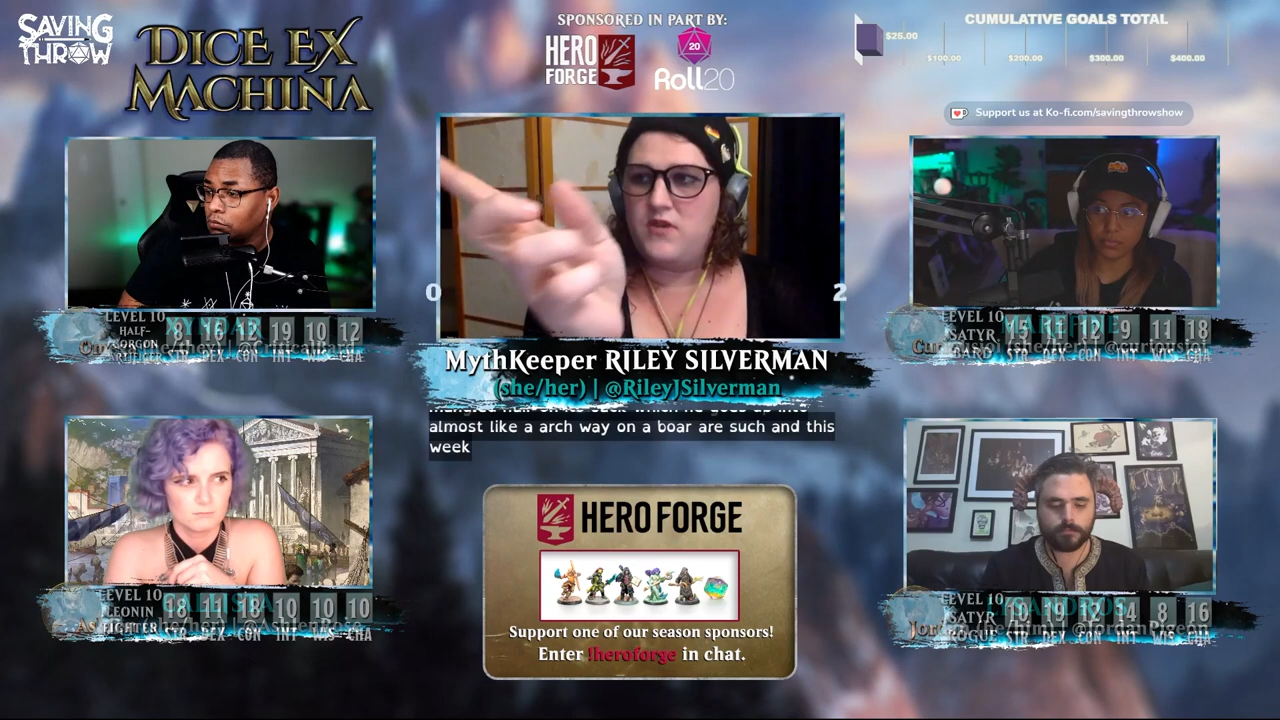 SAVING
THROW
DICE EX
MACHINA
SPONSORED IN PART BY:
HERO
FORGE
20
Roll20
CUMULATIVE GOALS TOTAL
$25.00
$100.00 $200.00 $300.00 $400.00
Support us at Ko-fi.com/savingthrowshow
0 2
LEVEL 10
HALF-
8 16 12 19 10 12
STR DEX CON INT WIS CHA
MythKeeper RILEY SILVERMAN
(she/her) | @RileyJSilverman
almost like a arch way on a boar are such and this
week
LEVEL 10
SATYR
BARD
15 11 12 9 11 18
STR DEX CON INT WIS CHA
LEVEL 10
LEONIN
FIGHTER
18 11 18 10 10 10
STR DEX CON INT WIS CHA
HERO FORGE
Support one of our season sponsors!
Enter !heroforge in chat.
LEVEL 10
SATYR
ROGUE
19 12 14 8 16
STR DEX CON INT WIS CHA